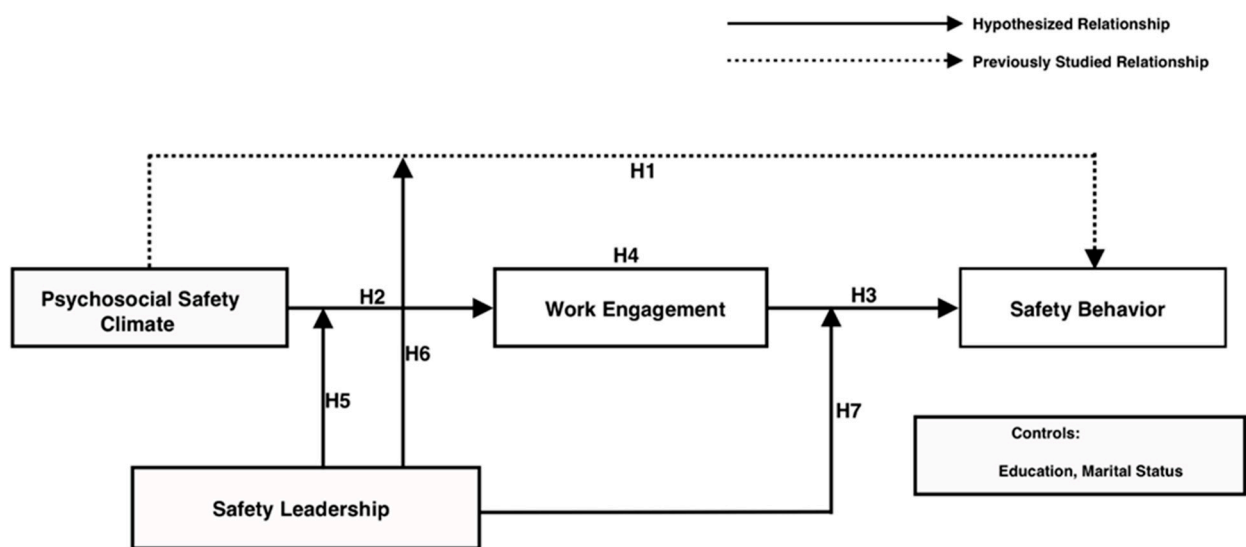 Hypothesized Relationship
Previously Studied Relationship
H1
H4
Psychosocial Safety
Climate
H2
Work Engagement
H3
Safety Behavior
H6
H5
H7
Controls:
Education, Marital Status
Safety Leadership